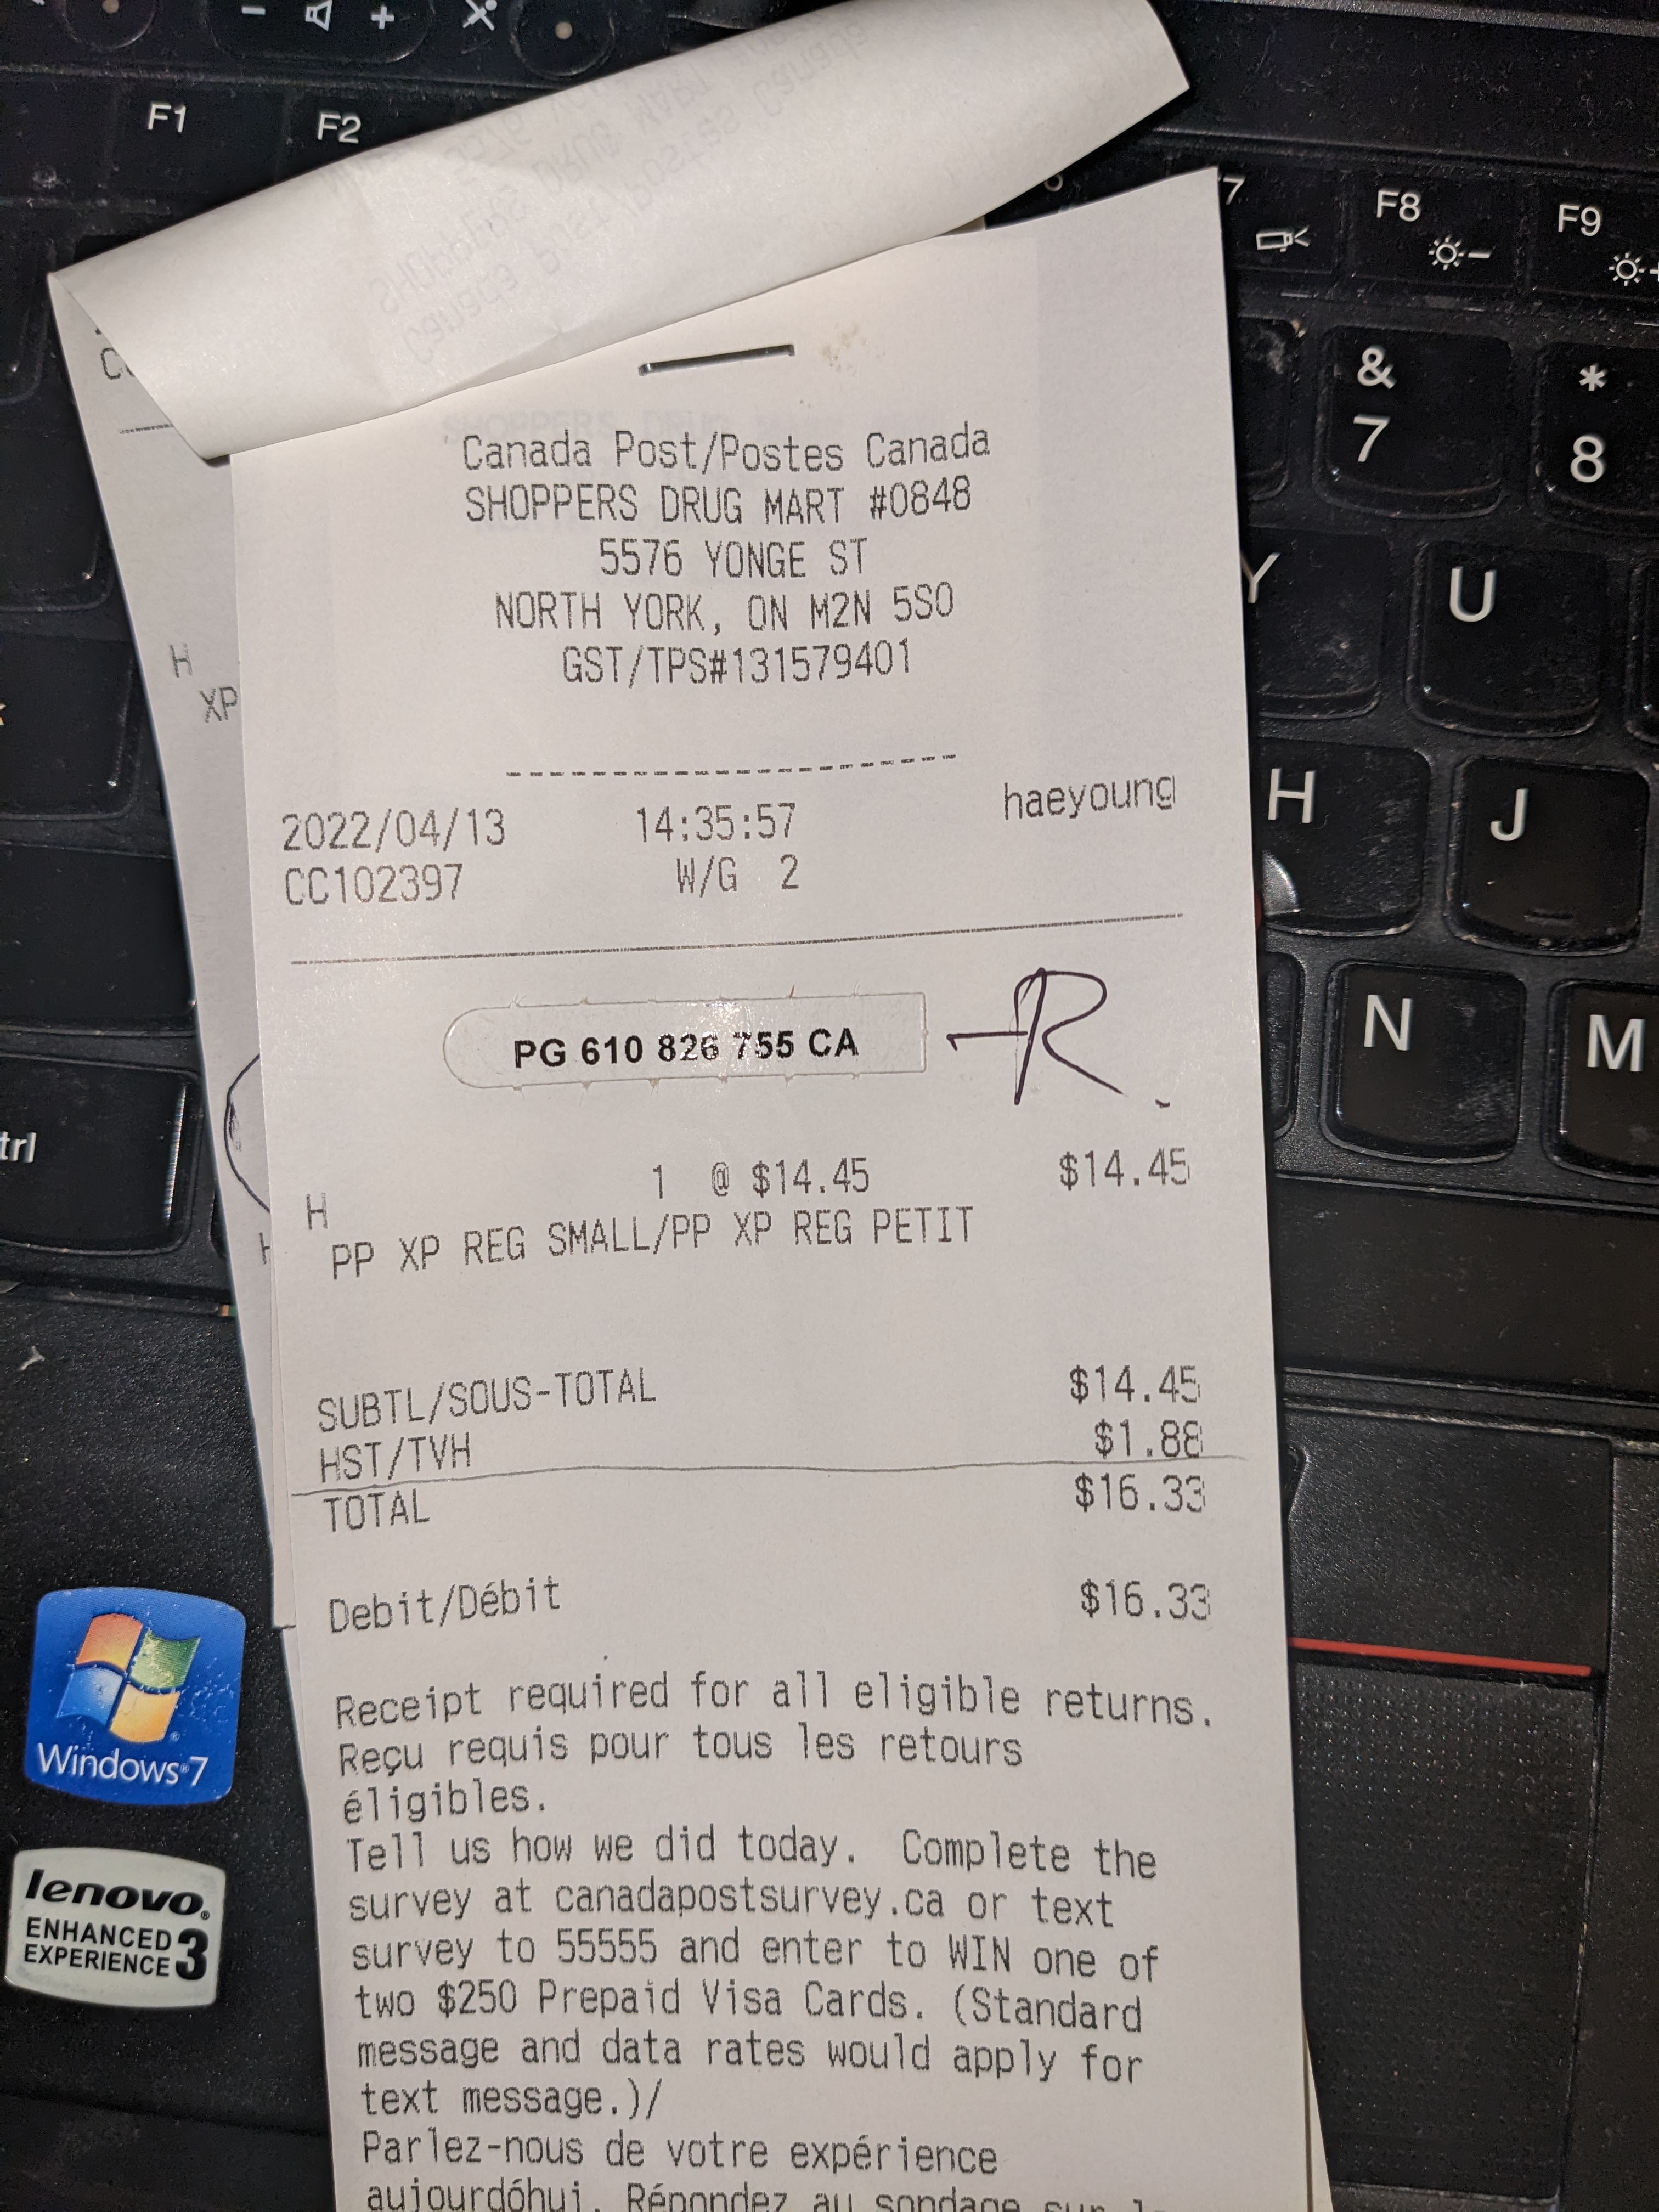 F1
F2
7
F8
F9
Canada Post/Postes Canada
SHOPPERS DRUG MART #0848
5576 YONGE ST
NORTH YORK, ON M2N 5S0
GST/TPS#131579401
2022/04/13 14:35:57 haeyoung
CC102397 W/G 2
PG 610 826 755 CA
R
1 @ $14.45 $14.45
H
PP XP REG SMALL/PP XP REG PETIT
SUBTL/SOUS-TOTAL $14.45
HST/TVH $1.88
TOTAL $16.33
Debit/Débit $16.33
Receipt required for all eligible returns.
Reçu requis pour tous les retours
éligibles.
Tell us how we did today. Complete the
survey at canadapostsurvey.ca or text
survey to 55555 and enter to WIN one of
two $250 Prepaid Visa Cards. (Standard
message and data rates would apply for
text message.)/
Parlez-nous de votre expérience
aujourdóhui. Répondez au sondage sur
H
XP
& 7
* 8
Y
U
H
J
N
M
trl
Windows 7
lenovo
ENHANCED
EXPERIENCE 3